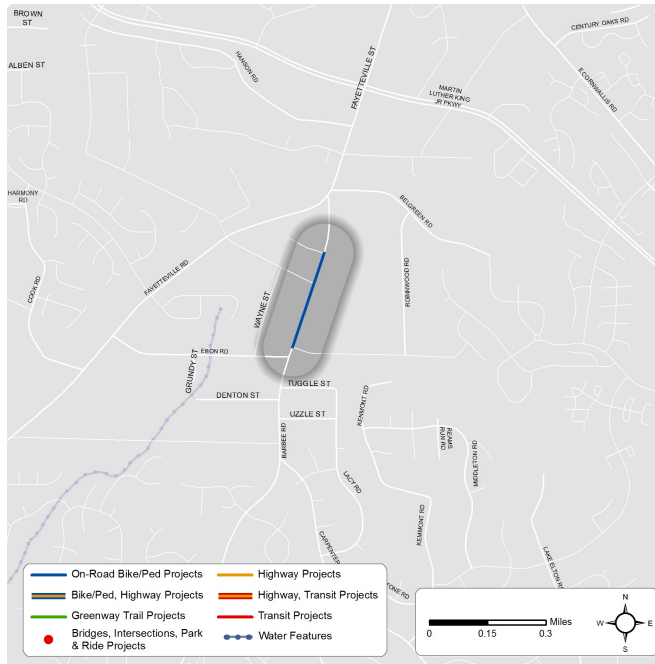 BROWN
ST
CENTURY OAKS RD
ALBEN ST
HANSON RD
FAYETTEVILLE ST
E CORNWALLIS RD
MARTIN
LUTHER KING
JR PKWY
HARMONY
RD
BELGREEN RD
COOK RD
FAYETTEVILLE RD
ROBINWOOD RD
WAYNE ST
GRUNDY ST
EBON RD
TUGGLE ST
DENTON ST
KENMONT RD
UZZLE ST
BARBEE RD
REAMS
RUN RD
MIDDLETON RD
LACY RD
KEMMONT RD
CARPENTER
LAKE ELTON RD
TONE RD
On-Road Bike/Ped Projects
Highway Projects
Bike/Ped, Highway Projects
Highway, Transit Projects
Greenway Trail Projects
Transit Projects
Bridges, Intersections, Park
& Ride Projects
Water Features
Miles
0 0.15 0.3
N
W E
S